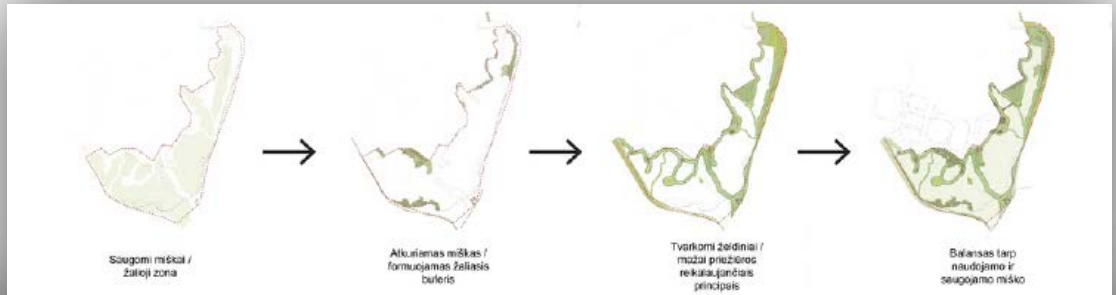 Saugomi miškai /
žalioji zona
Atkuriamas miškas /
formuojamas žaliasis
buferis
Tvarkomi želdiniai /
mažai priežiūros
reikalaujančiais
principais
Balansas tarp
naudojamo ir
saugojamo miško